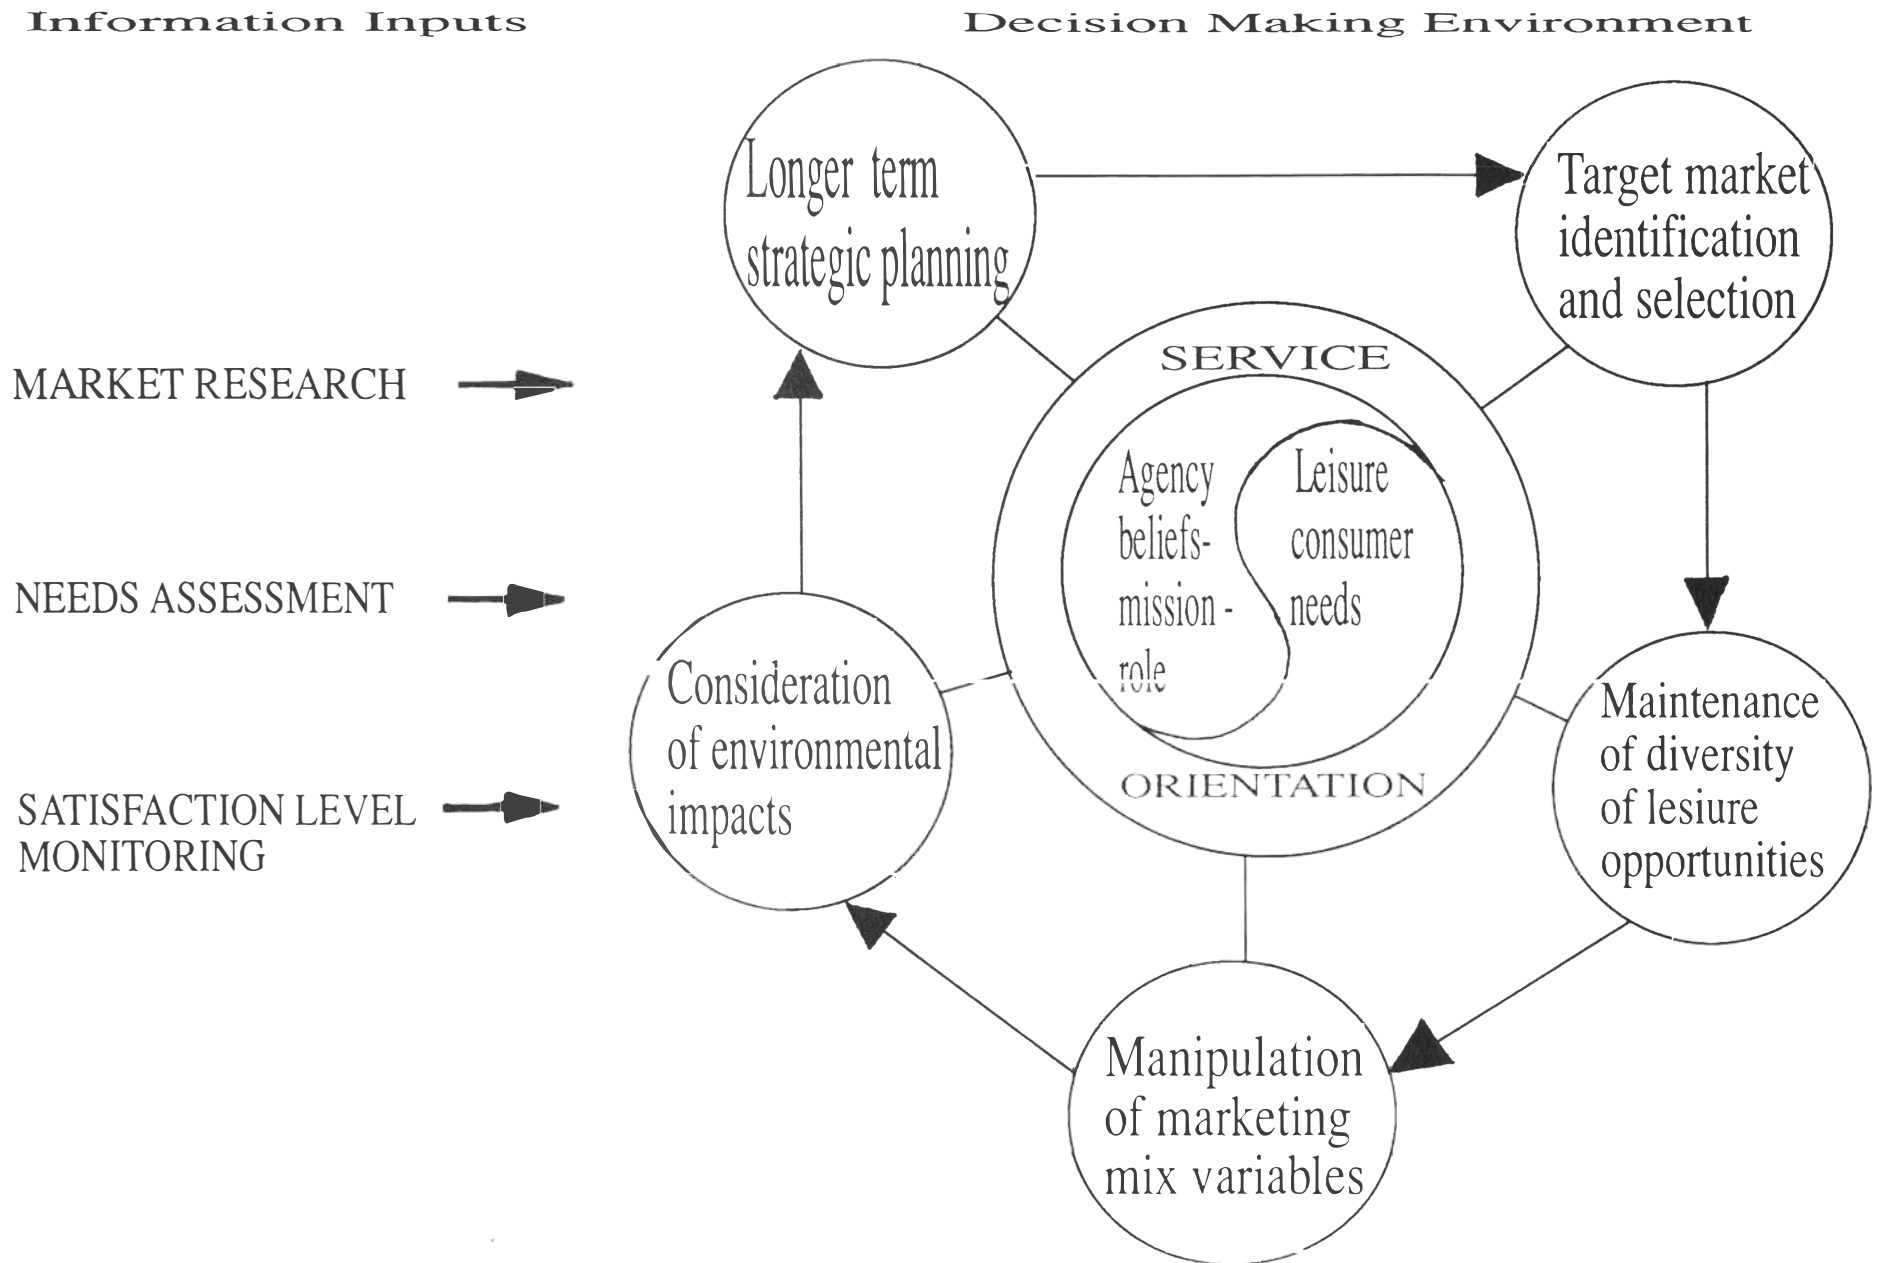 Information Inputs
Decision Making Environment
MARKET RESEARCH
NEEDS ASSESSMENT
SATISFACTION LEVEL
MONITORING
Longer term
strategic planning
Target market
identification
and selection
SERVICE
Agency
beliefs-
mission -
role
Leisure
consumer
needs
ORIENTATION
Consideration
of environmental
impacts
Maintenance
of diversity
of lesiure
opportunities
Manipulation
of marketing
mix variables